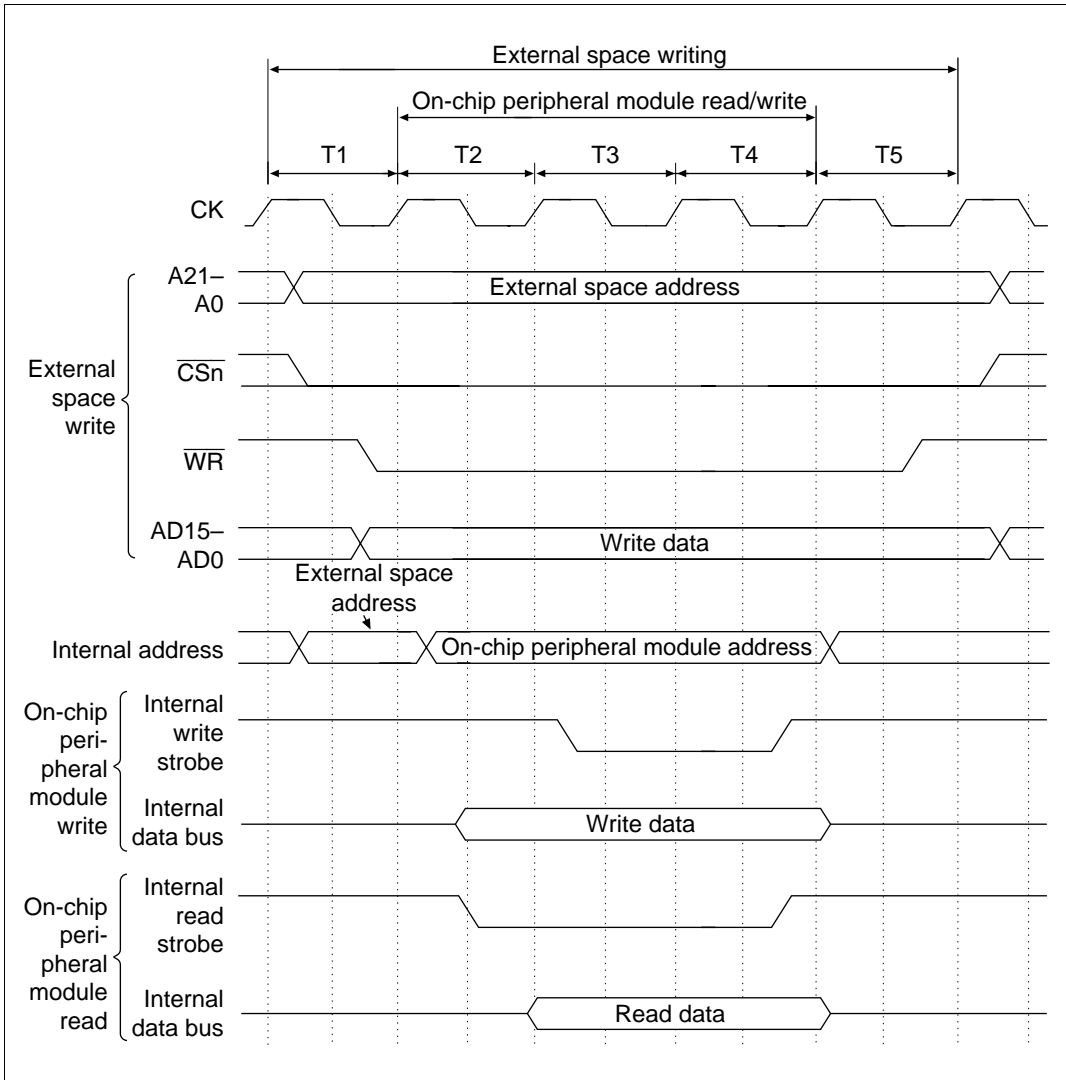 External space writing
On-chip peripheral module read/write
T1 T2 T3 T4 T5
CK
A21–
A0
External space address
CSn
External
space
write
WR
AD15–
AD0
Write data
External space
address
Internal address
On-chip peripheral module address
On-chip
peri-
pheral
module
write
Internal
write
strobe
Internal
data bus
Write data
On-chip
peri-
pheral
module
read
Internal
read
strobe
Internal
data bus
Read data